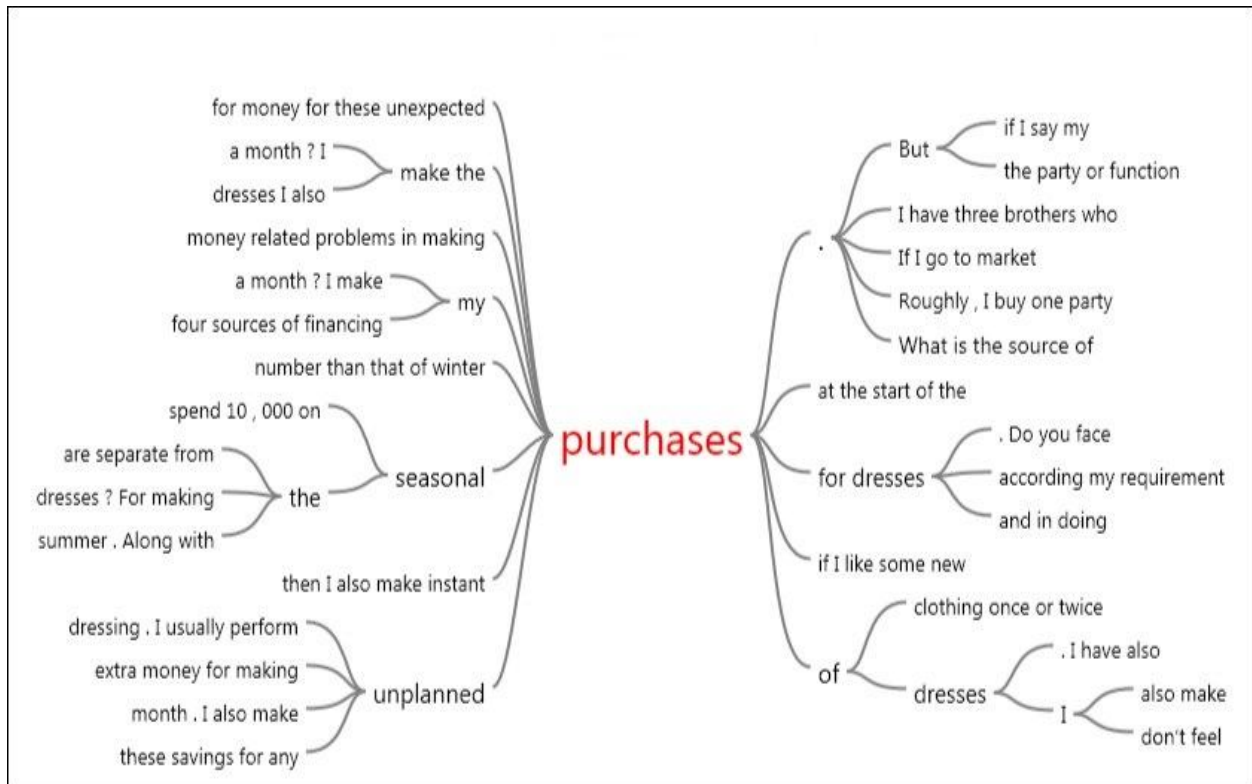 for money for these unexpected
a month ? I
make the
dresses I also
money related problems in making
a month ? I make
my
four sources of financing
number than that of winter
spend 10 , 000 on
seasonal
are separate from
the
dresses ? For making
summer . Along with
then I also make instant
dressing . I usually perform
extra money for making
unplanned
month . I also make
these savings for any
purchases
.
But
if I say my
the party or function
I have three brothers who
If I go to market
Roughly , I buy one party
What is the source of
at the start of the
for dresses
. Do you face
according my requirement
and in doing
if I like some new
of
clothing once or twice
dresses
. I have also
I
also make
don't feel